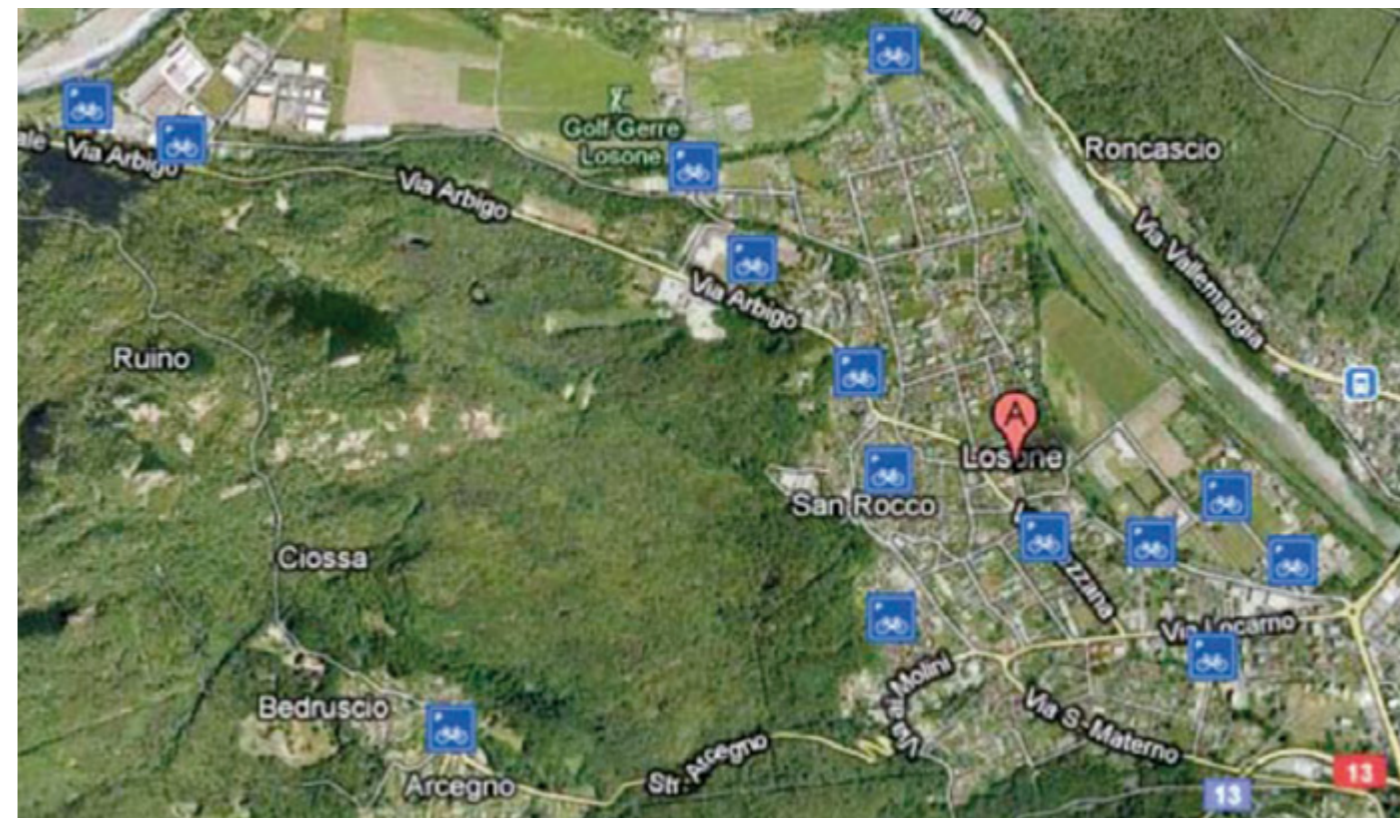 Golf Gerre
Losone
Roncascio
Via Arbigo
Via Arbigo
Via Vallemaggia
Via Arbigo
Ruino
A
Losone
San Rocco
Ciossa
Via Locarno
Bedruscio
Via ai Molini
Via S. Materno
Str. Arcegno
Arcegno
13
13
P
P
P
P
P
P
P
P
P
P
P
P
P
P